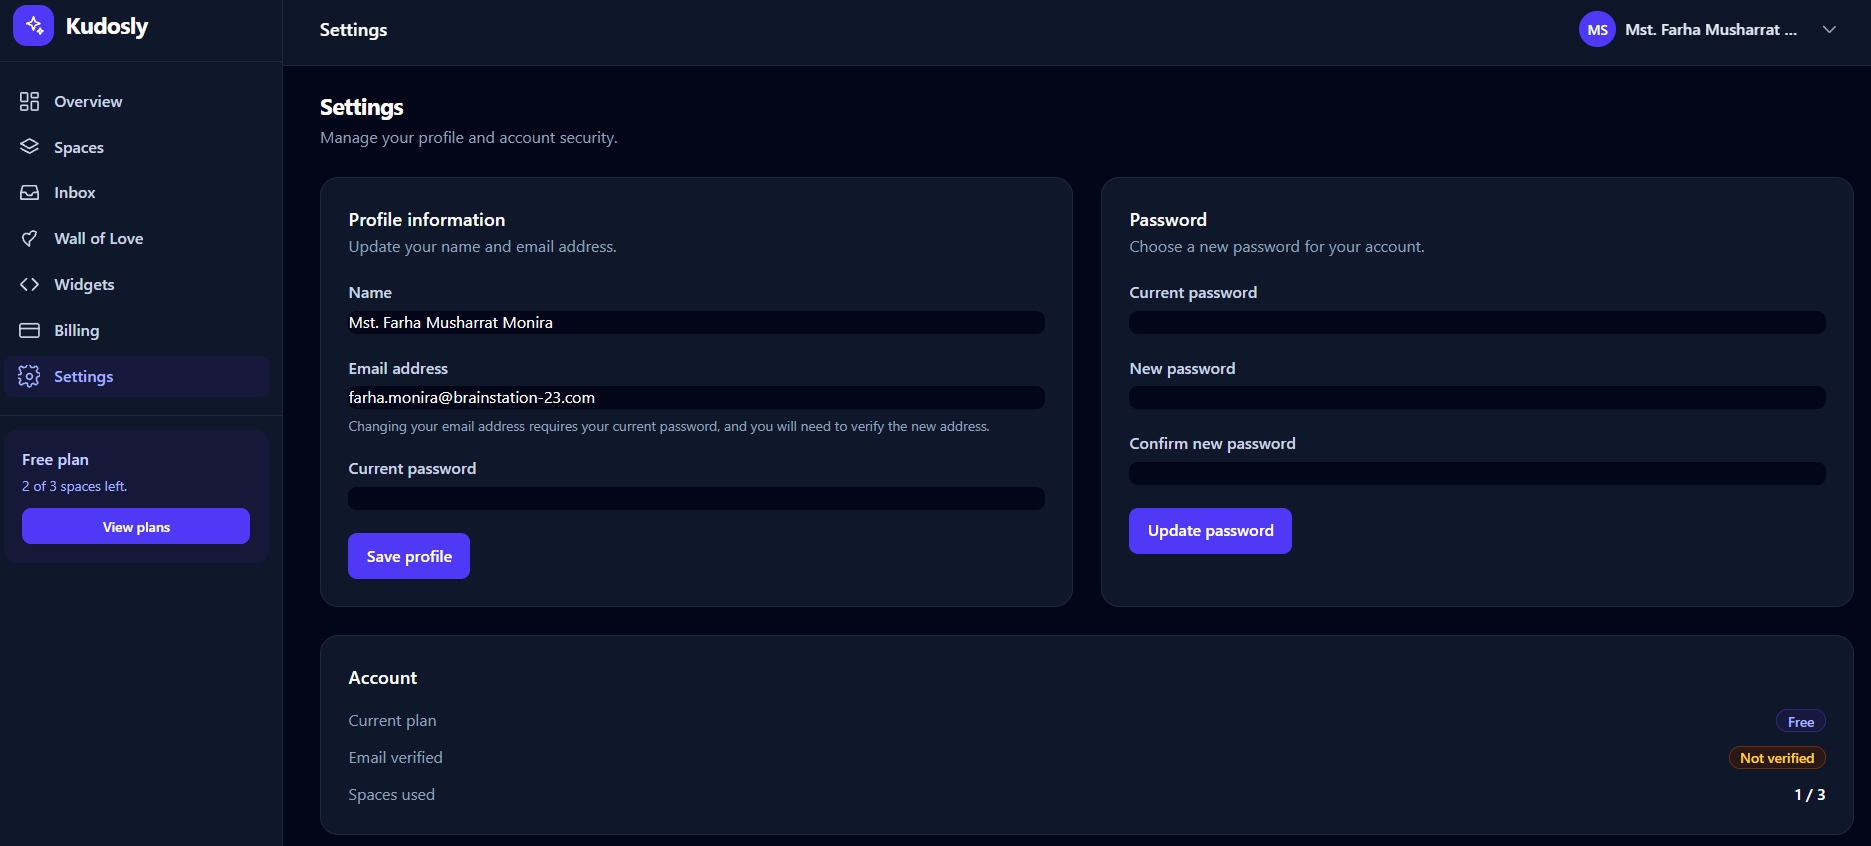 Kudosly
Overview
Spaces
Inbox
Wall of Love
Widgets
Billing
Settings
Free plan
2 of 3 spaces left.
View plans
Settings
MS
Mst. Farha Musharrat ...
Settings
Manage your profile and account security.
Profile information
Update your name and email address.
Name
Mst. Farha Musharrat Monira
Email address
farha.monira@brainstation-23.com
Changing your email address requires your current password, and you will need to verify the new address.
Current password
Save profile
Password
Choose a new password for your account.
Current password
New password
Confirm new password
Update password
Account
Current plan
Free
Email verified
Not verified
Spaces used
1 / 3